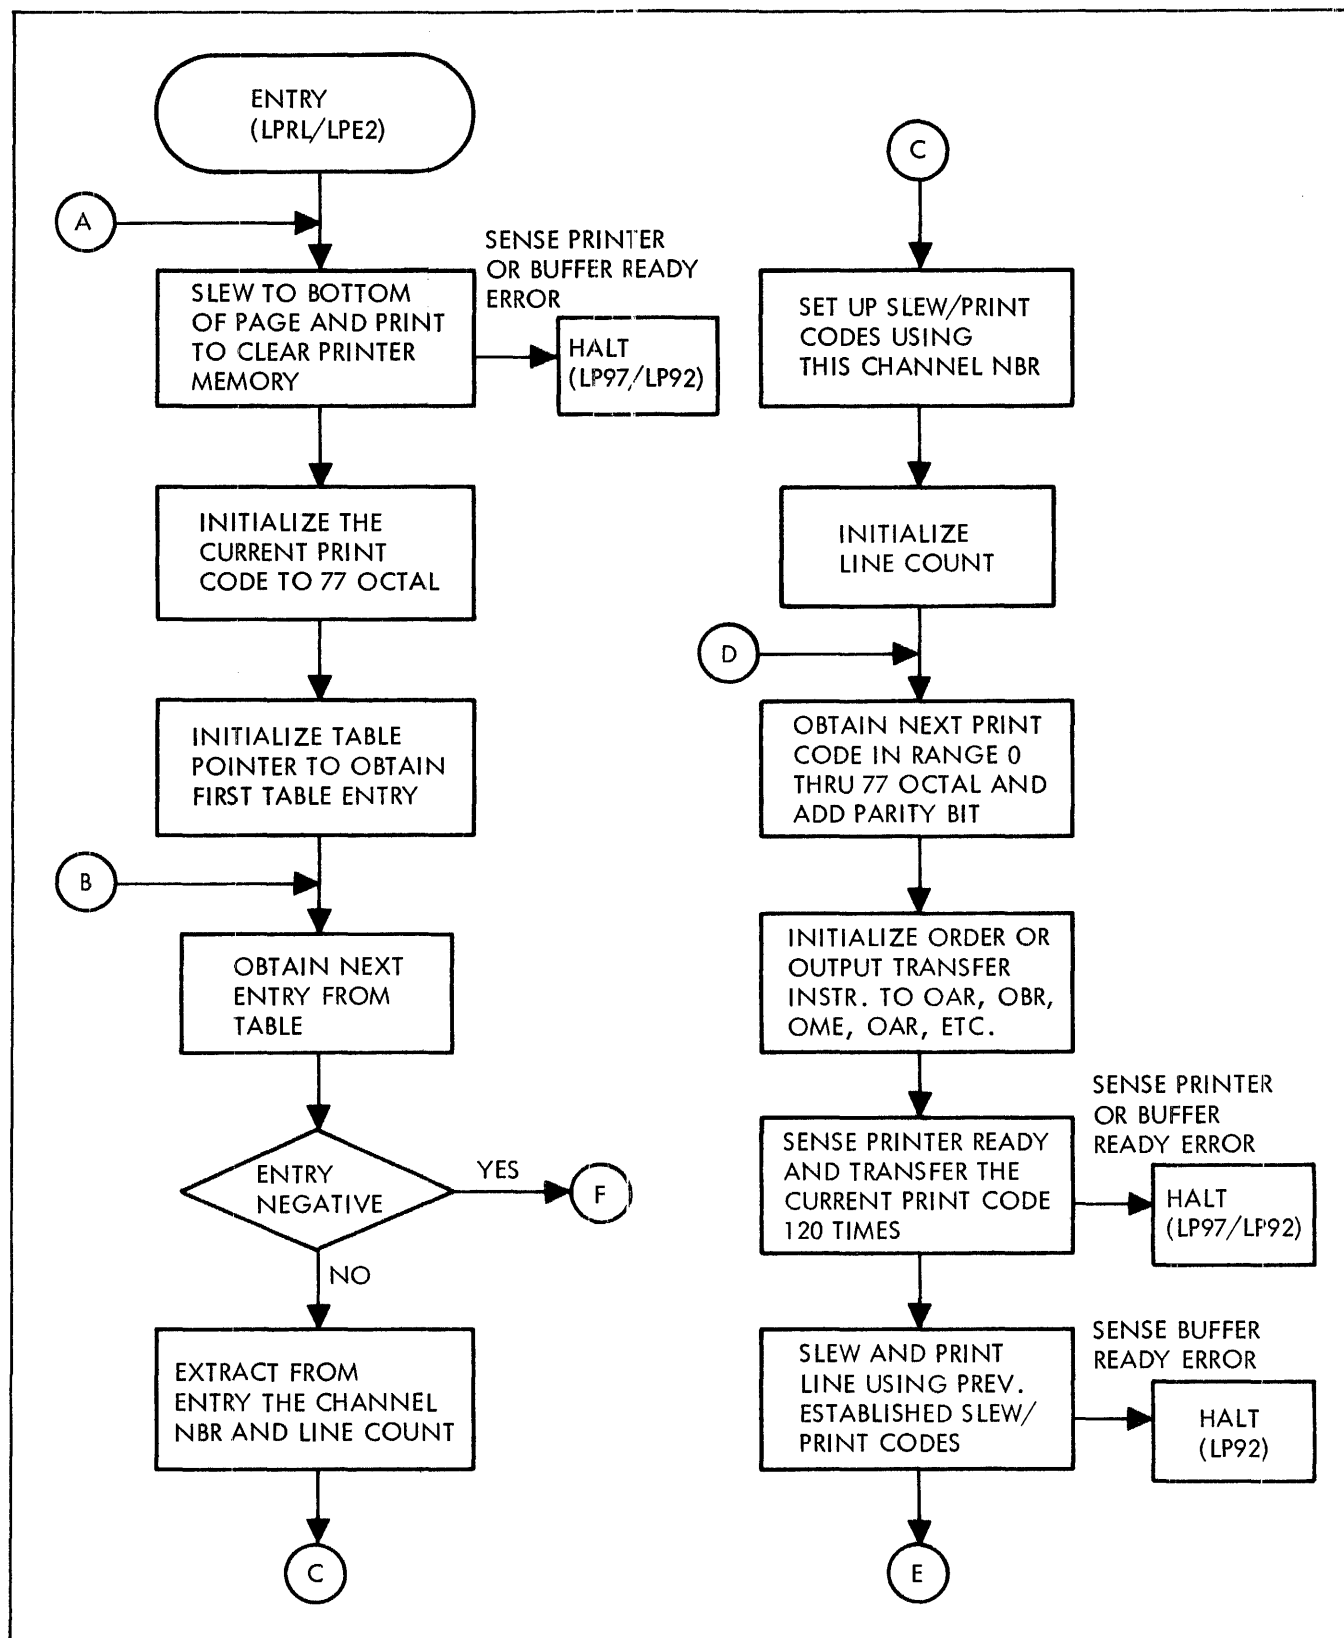 ENTRY
(LPRL/LPE2)
A
SENSE PRINTER
OR BUFFER READY
ERROR
SLEW TO BOTTOM
OF PAGE AND PRINT
TO CLEAR PRINTER
MEMORY
HALT
(LP97/LP92)
INITIALIZE THE
CURRENT PRINT
CODE TO 77 OCTAL
INITIALIZE TABLE
POINTER TO OBTAIN
FIRST TABLE ENTRY
B
OBTAIN NEXT
ENTRY FROM
TABLE
ENTRY
NEGATIVE
YES
F
NO
EXTRACT FROM
ENTRY THE CHANNEL
NBR AND LINE COUNT
C
C
SET UP SLEW/PRINT
CODES USING
THIS CHANNEL NBR
INITIALIZE
LINE COUNT
D
OBTAIN NEXT PRINT
CODE IN RANGE 0
THRU 77 OCTAL AND
ADD PARITY BIT
INITIALIZE ORDER OR
OUTPUT TRANSFER
INSTR. TO OAR, OBR,
OME, OAR, ETC.
SENSE PRINTER
OR BUFFER
READY ERROR
SENSE PRINTER READY
AND TRANSFER THE
CURRENT PRINT CODE
120 TIMES
HALT
(LP97/LP92)
SENSE BUFFER
READY ERROR
SLEW AND PRINT
LINE USING PREV.
ESTABLISHED SLEW/
PRINT CODES
HALT
(LP92)
E